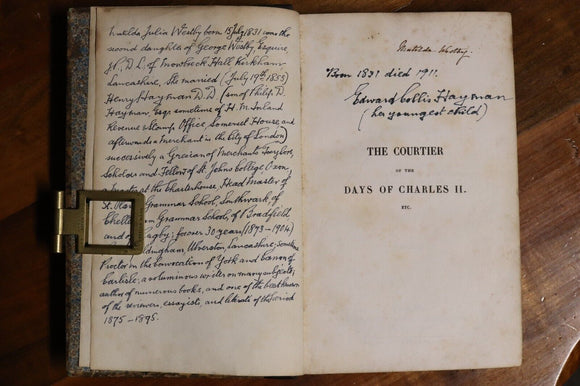 Matilda Julia Westby born 13 July 1831 was the
second daughter of George Westby, Esquire,
J.P., D.L. of Mowbreck Hall Kirkham
Lancashire, She married (July 19th 1855)
Henry Hayman D.D. (son of Philip D.
Hayman, Esq. sometime of H.M. Inland
Revenue & Stamp Office, Somerset House, and
afterwards a merchant in the City of London)
successively a Grecian of Merchant Taylors,
Scholar and Fellow of St. Johns College Oxon,
a master at the Charterhouse, Head Master of
St. Grammar School, Southwark, of
Grammar School, of Bradfield
and of Rugby; for over 30 years (1873-1904)
Aldingham, Ulverston, Lancashire; sometime
Proctor in the Convocation of York and Canon of
Carlisle; a voluminous writer on many subjects;
author of numerous books, and one of the best known
of the reviewers, essayists, and literati of the period
1875-1895.
Matilda Westby.
Born 1831 died 1911.
Edward Collis Hayman
(her youngest child)
THE COURTIER
OF THE
DAYS OF CHARLES II.
ETC.